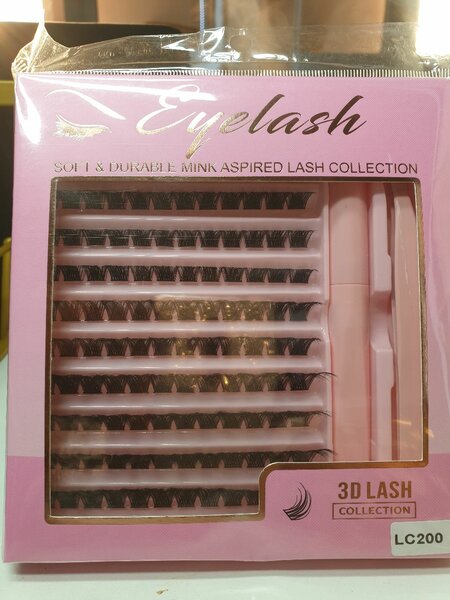 Eyelash
SOFT & DURABLE MINK ASPIRED LASH COLLECTION
3D LASH
COLLECTION
LC200